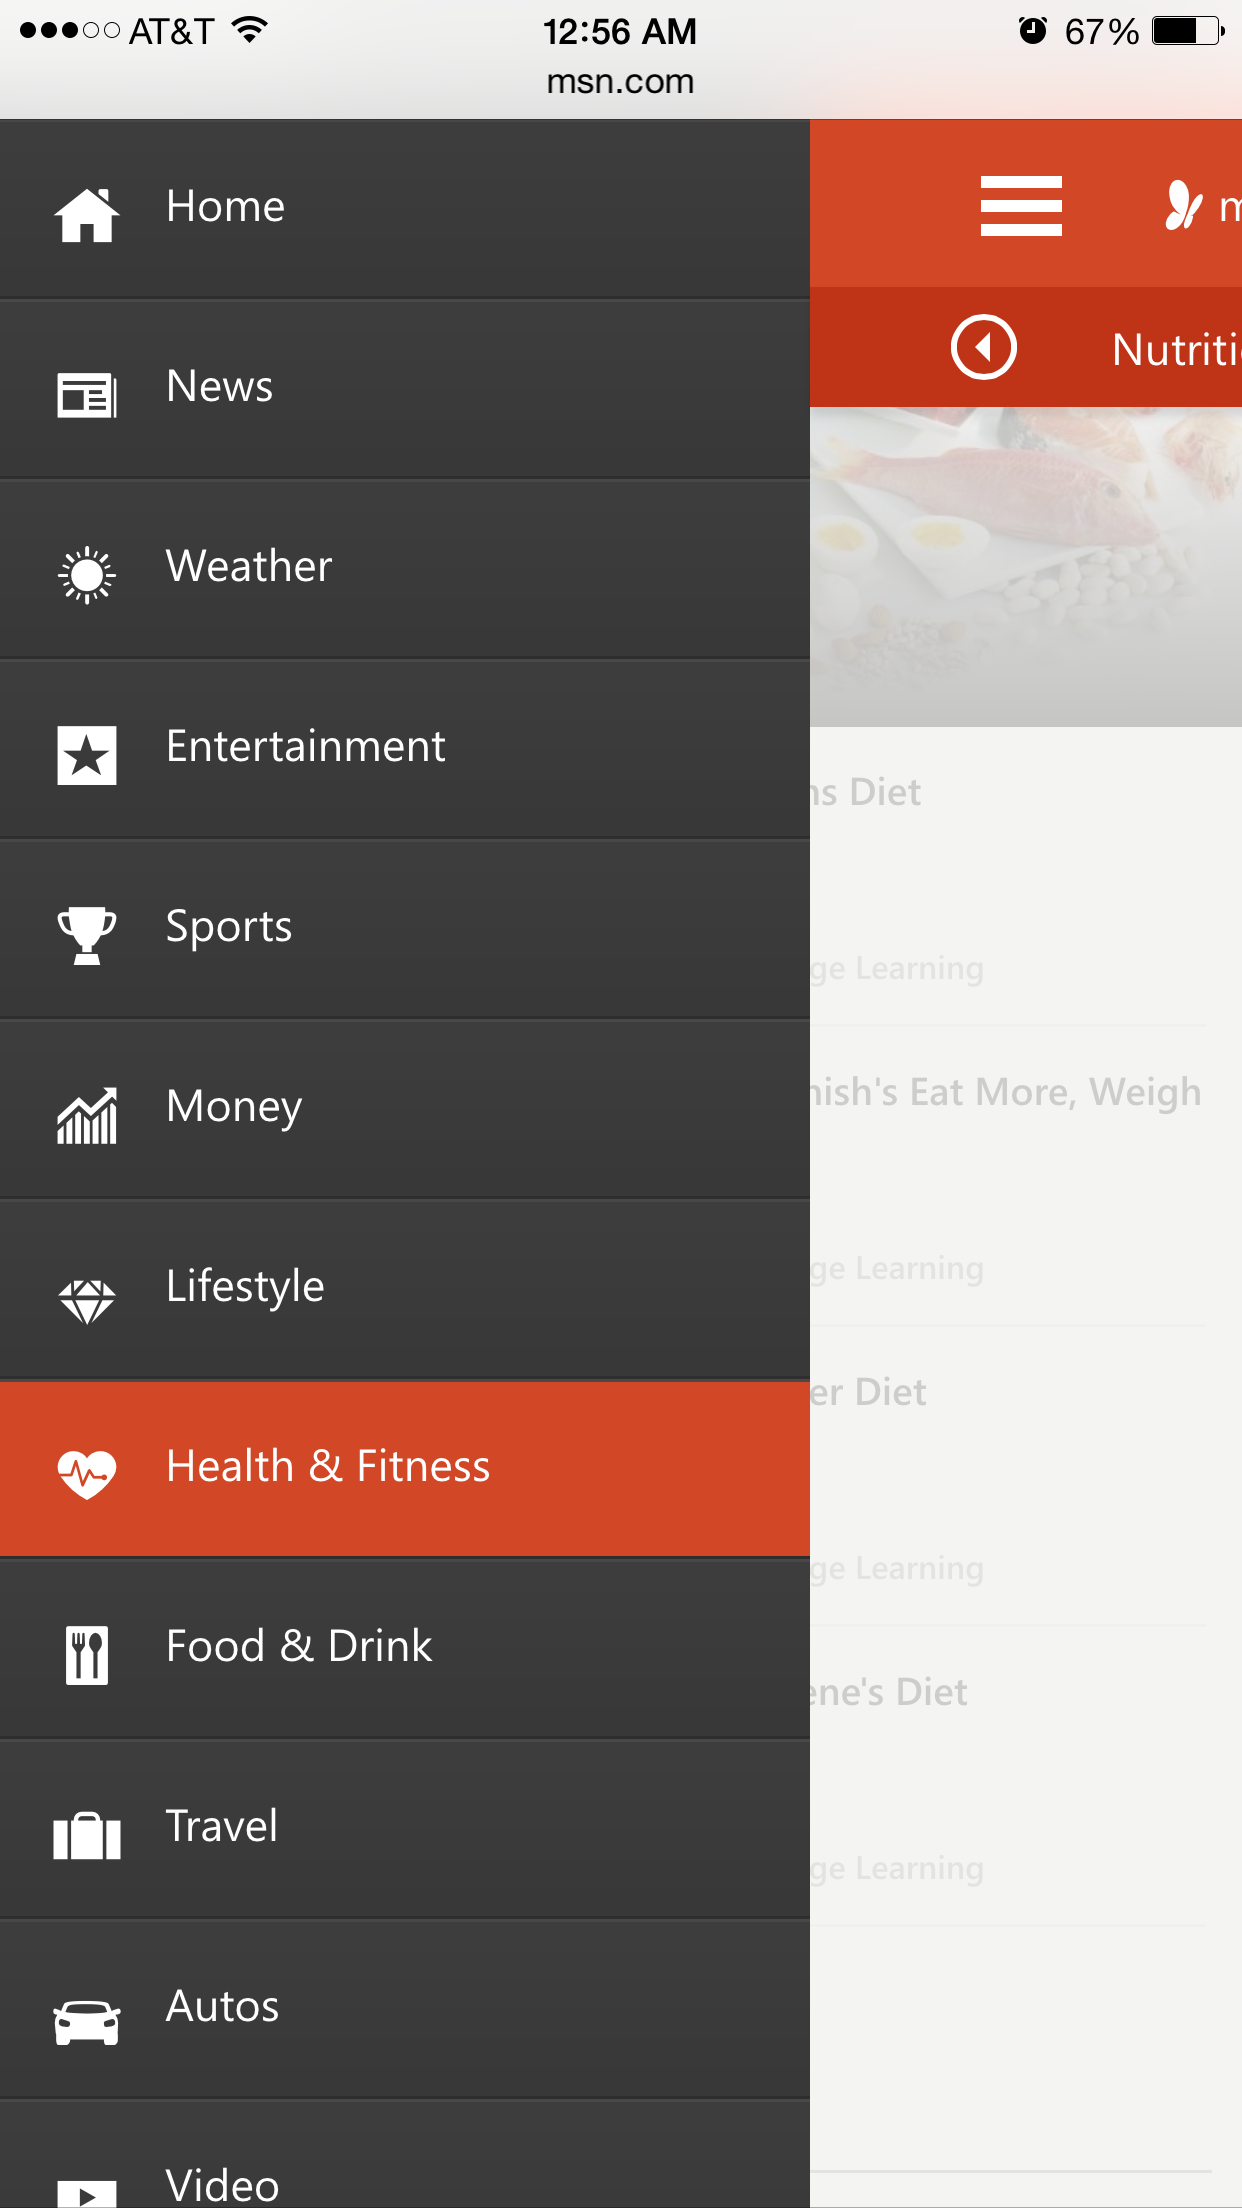 AT&T 12:56 AM 67%
msn.com
Home
News
Weather
Entertainment
Sports
Money
Lifestyle
Health & Fitness
Food & Drink
Travel
Autos
Video
m
Nutriti
ns Diet
ge Learning
nish's Eat More, Weigh
ge Learning
er Diet
ge Learning
ene's Diet
ge Learning